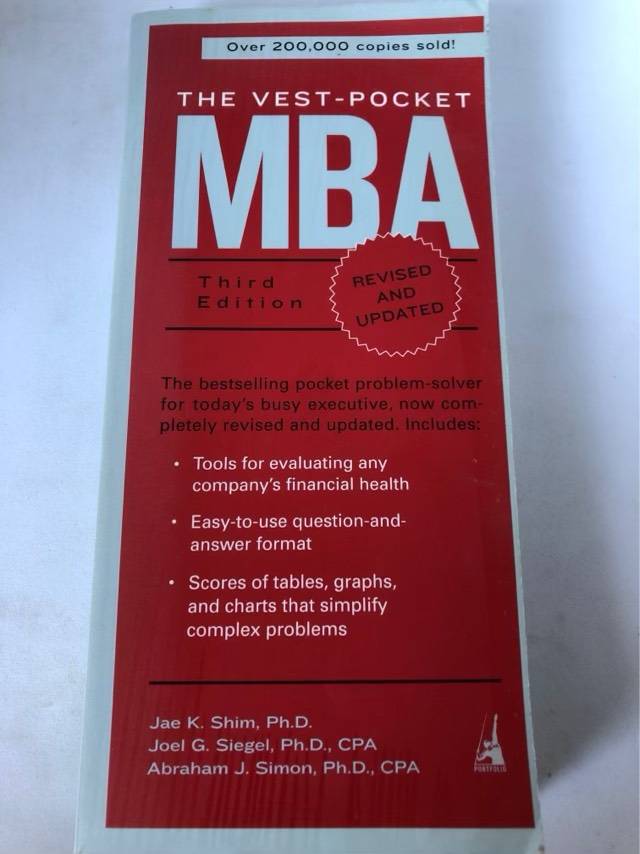 Over 200,000 copies sold!
THE VEST-POCKET
MBA
Third
Edition
REVISED
AND
UPDATED
The bestselling pocket problem-solver
for today's busy executive, now com-
pletely revised and updated. Includes:
• Tools for evaluating any
company's financial health
• Easy-to-use question-and-
answer format
• Scores of tables, graphs,
and charts that simplify
complex problems
Jae K. Shim, Ph.D.
Joel G. Siegel, Ph.D., CPA
Abraham J. Simon, Ph.D., CPA
PORTFOLIO